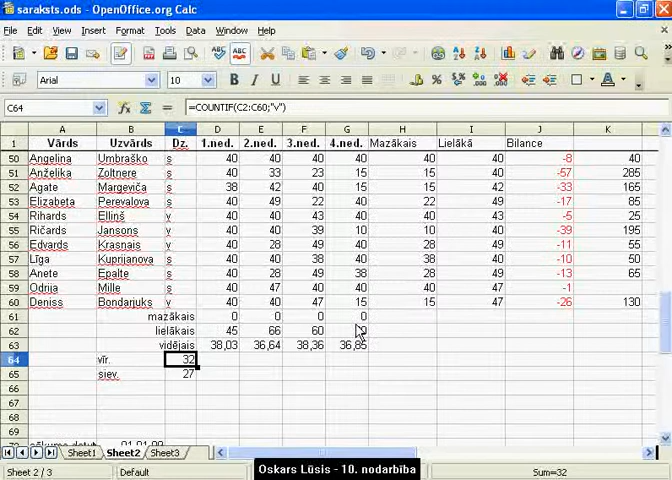 saraksts.ods - OpenOffice.org Calc
File Edit View Insert Format Tools Data Window Help
Arial 10
C64 =COUNTIF(C2:C60;"v")
A B C D E F G H I J K
1 Vārds Uzvārds Dz. 1.ned. 2.ned. 3.ned. 4.ned. Mazākais Lielākā Bilance
50 Angelina Umbraško s 40 40 40 40 40 40 -8 40
51 Anželika Zoltnere s 40 33 23 15 15 40 -57 285
52 Agate Margeviča s 38 42 40 15 15 42 -33 165
53 Elizabeta Perevalova s 40 49 22 40 22 49 -17 85
54 Rihards Elliņš v 40 40 43 40 40 43 -5 25
55 Ričards Jansons v 40 40 39 10 10 40 -39 195
56 Edvards Krasnais v 40 28 49 40 28 49 -11 55
57 Līga Kuprijanova s 40 40 38 40 38 40 -10 50
58 Anete Epalte s 40 28 49 38 28 49 -13 65
59 Odrija Mille s 40 47 40 40 40 47 -1
60 Deniss Bondarjuks v 40 40 47 15 15 47 -26 130
61 mazākais 0 0 0 0
62 lielākais 45 66 60
63 vidējais 38,03 36,64 38,36 36,85
64 vīr. 32
65 siev. 27
66
67
68
69
Sheet1 Sheet2 Sheet3
Sheet 2 / 3 Default Sum=32
Oskars Lūsis - 10. nodarbība